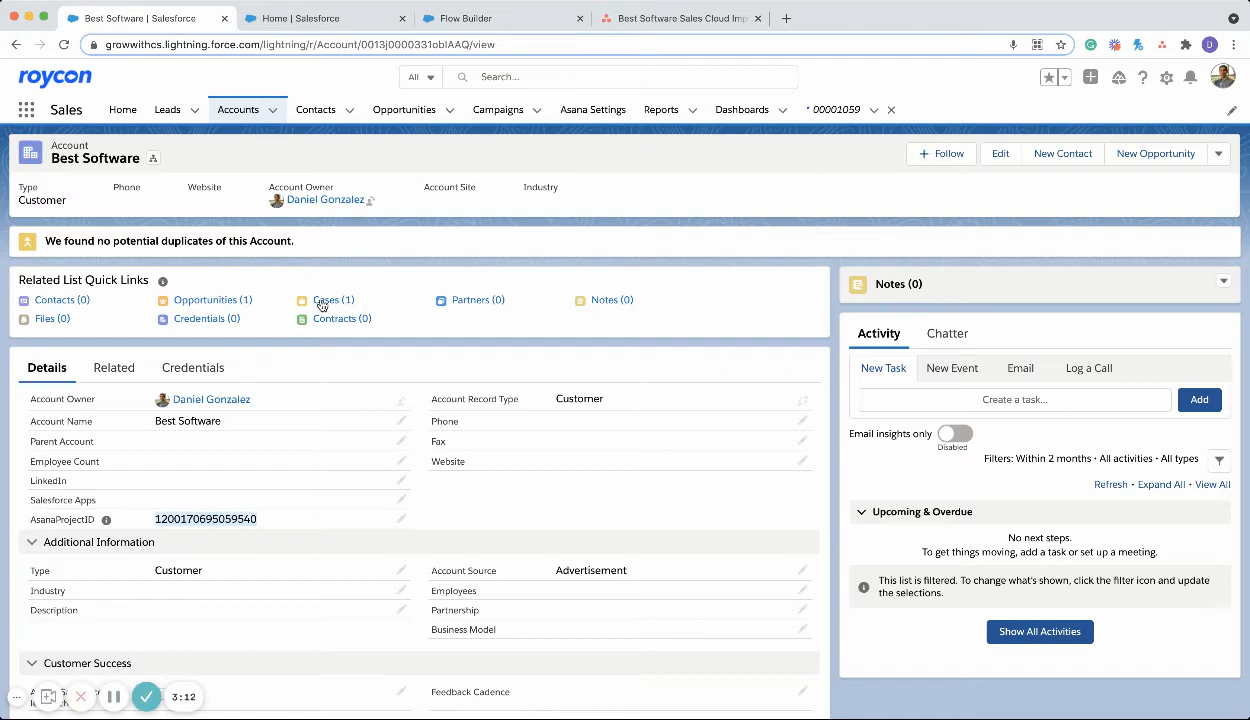 Best Software | Salesforce
Home | Salesforce
Flow Builder
Best Software Sales Cloud Imp
growwithcs.lightning.force.com/lightning/r/Account/0013j0000331oblAAQ/view
D
roycon
All
Search...
Sales
Home
Leads
Accounts
Contacts
Opportunities
Campaigns
Asana Settings
Reports
Dashboards
* 00001059
Account
Best Software
Follow
Edit
New Contact
New Opportunity
Type
Phone
Website
Account Owner
Account Site
Industry
Customer
Daniel Gonzalez
We found no potential duplicates of this Account.
Related List Quick Links
Contacts (0)
Opportunities (1)
Cases (1)
Partners (0)
Notes (0)
Files (0)
Credentials (0)
Contracts (0)
Details
Related
Credentials
Account Owner
Daniel Gonzalez
Account Record Type
Customer
Account Name
Best Software
Phone
Parent Account
Fax
Employee Count
Website
LinkedIn
Salesforce Apps
AsanaProjectID
1200170695059540
Additional Information
Type
Customer
Account Source
Advertisement
Industry
Employees
Description
Partnership
Business Model
Customer Success
Feedback Cadence
3:12
Notes (0)
Activity
Chatter
New Task
New Event
Email
Log a Call
Create a task...
Add
Email insights only
Disabled
Filters: Within 2 months • All activities • All types
Refresh • Expand All • View All
Upcoming & Overdue
No next steps.
To get things moving, add a task or set up a meeting.
This list is filtered. To change what's shown, click the filter icon and update
the selections.
Show All Activities